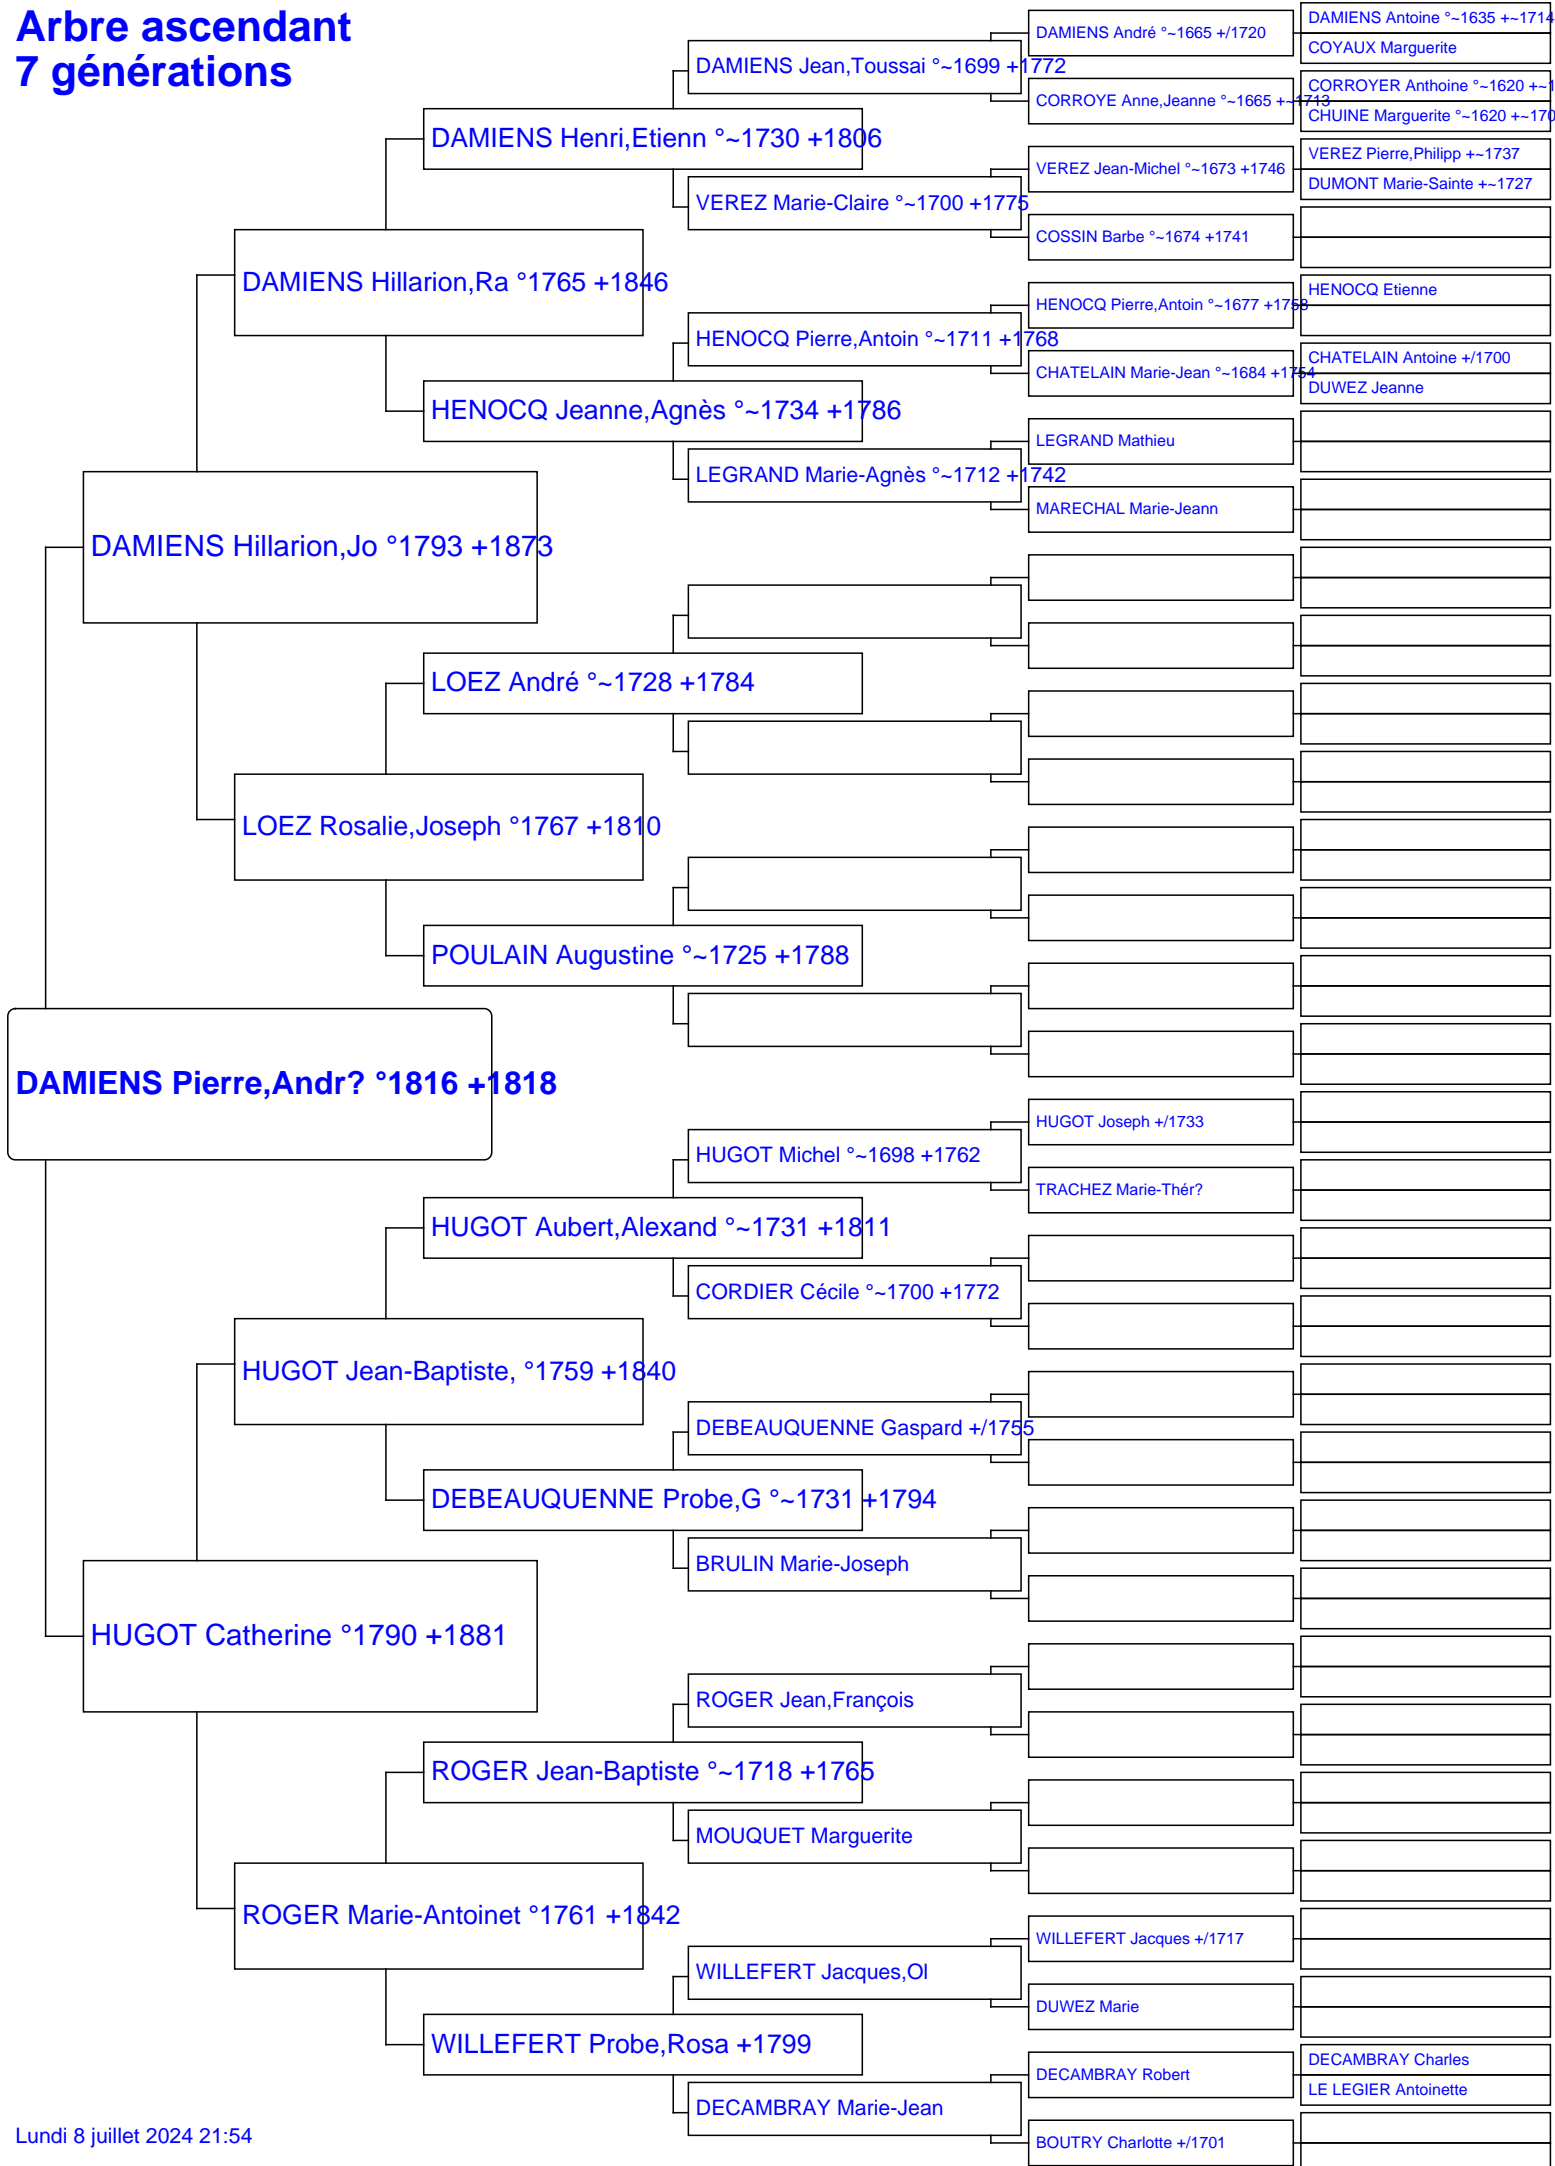 Arbre ascendant
7 générations
DAMIENS Pierre,Andr? °1816 +1818
DAMIENS Hillarion,Jo °1793 +1873
HUGOT Catherine °1790 +1881
DAMIENS Hillarion,Ra °1765 +1846
LOEZ Rosalie,Joseph °1767 +1810
HUGOT Jean-Baptiste, °1759 +1840
ROGER Marie-Antoinet °1761 +1842
DAMIENS Henri,Etienn °~1730 +1806
HENOCQ Jeanne,Agnès °~1734 +1786
LOEZ André °~1728 +1784
POULAIN Augustine °~1725 +1788
HUGOT Aubert,Alexand °~1731 +1811
DEBEAUQUENNE Probe,G °~1731 +1794
ROGER Jean-Baptiste °~1718 +1765
WILLEFERT Probe,Rosa +1799
DAMIENS Jean,Toussai °~1699 +1772
VEREZ Marie-Claire °~1700 +1775
HENOCQ Pierre,Antoin °~1711 +1768
LEGRAND Marie-Agnès °~1712 +1742
HUGOT Michel °~1698 +1762
CORDIER Cécile °~1700 +1772
DEBEAUQUENNE Gaspard +/1755
BRULIN Marie-Joseph
ROGER Jean,François
MOUQUET Marguerite
WILLEFERT Jacques,Ol
DECAMBRAY Marie-Jean
DAMIENS André °~1665 +/1720
CORROYE Anne,Jeanne °~1665 +~1713
VEREZ Jean-Michel °~1673 +1746
COSSIN Barbe °~1674 +1741
HENOCQ Pierre,Antoin °~1677 +1758
CHATELAIN Marie-Jean °~1684 +1754
LEGRAND Mathieu
MARECHAL Marie-Jeann
HUGOT Joseph +/1733
TRACHEZ Marie-Thér?
WILLEFERT Jacques +/1717
DUWEZ Marie
DECAMBRAY Robert
BOUTRY Charlotte +/1701
DAMIENS Antoine °~1635 +~1714
COYAUX Marguerite
CORROYER Anthoine °~1620 +~1
CHUINE Marguerite °~1620 +~170
VEREZ Pierre,Philipp +~1737
DUMONT Marie-Sainte +~1727
HENOCQ Etienne
CHATELAIN Antoine +/1700
DUWEZ Jeanne
DECAMBRAY Charles
LE LEGIER Antoinette
Lundi 8 juillet 2024 21:54